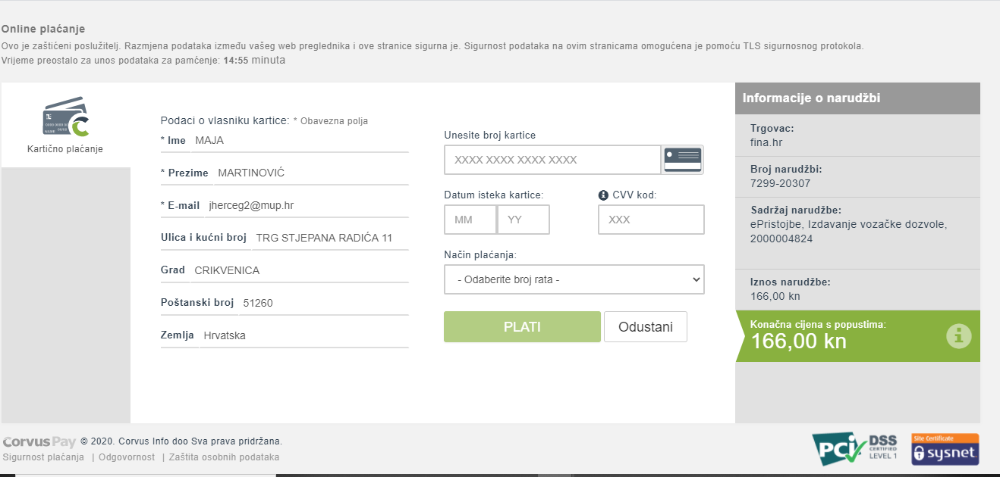 Online plaćanje
Ovo je zaštićeni poslužitelj. Razmjena podataka između vašeg web preglednika i ove stranice sigurna je. Sigurnost podataka na ovim stranicama omogućena je pomoću TLS sigurnosnog protokola.
Vrijeme preostalo za unos podataka za pamćenje: 14:55 minuta
Kartično plaćanje
Podaci o vlasniku kartice: * Obavezna polja
* Ime MAJA
* Prezime MARTINOVIĆ
* E-mail jherceg2@mup.hr
Ulica i kućni broj TRG STJEPANA RADIĆA 11
Grad CRIKVENICA
Poštanski broj 51260
Zemlja Hrvatska
Unesite broj kartice
XXXX XXXX XXXX XXXX
Datum isteka kartice:
MM YY
CVV kod:
XXX
Način plaćanja:
- Odaberite broj rata -
PLATI Odustani
Informacije o narudžbi
Trgovac:
fina.hr
Broj narudžbi:
7299-20307
Sadržaj narudžbe:
ePristojbe, Izdavanje vozačke dozvole,
2000004824
Iznos narudžbe:
166,00 kn
Konačna cijena s popustima:
166,00 kn
CorvusPay © 2020. Corvus Info doo Sva prava pridržana.
Sigurnost plaćanja | Odgovornost | Zaštita osobnih podataka
PCI DSS
CERTIFIED
LEVEL 1
Site Certificate
sysnet